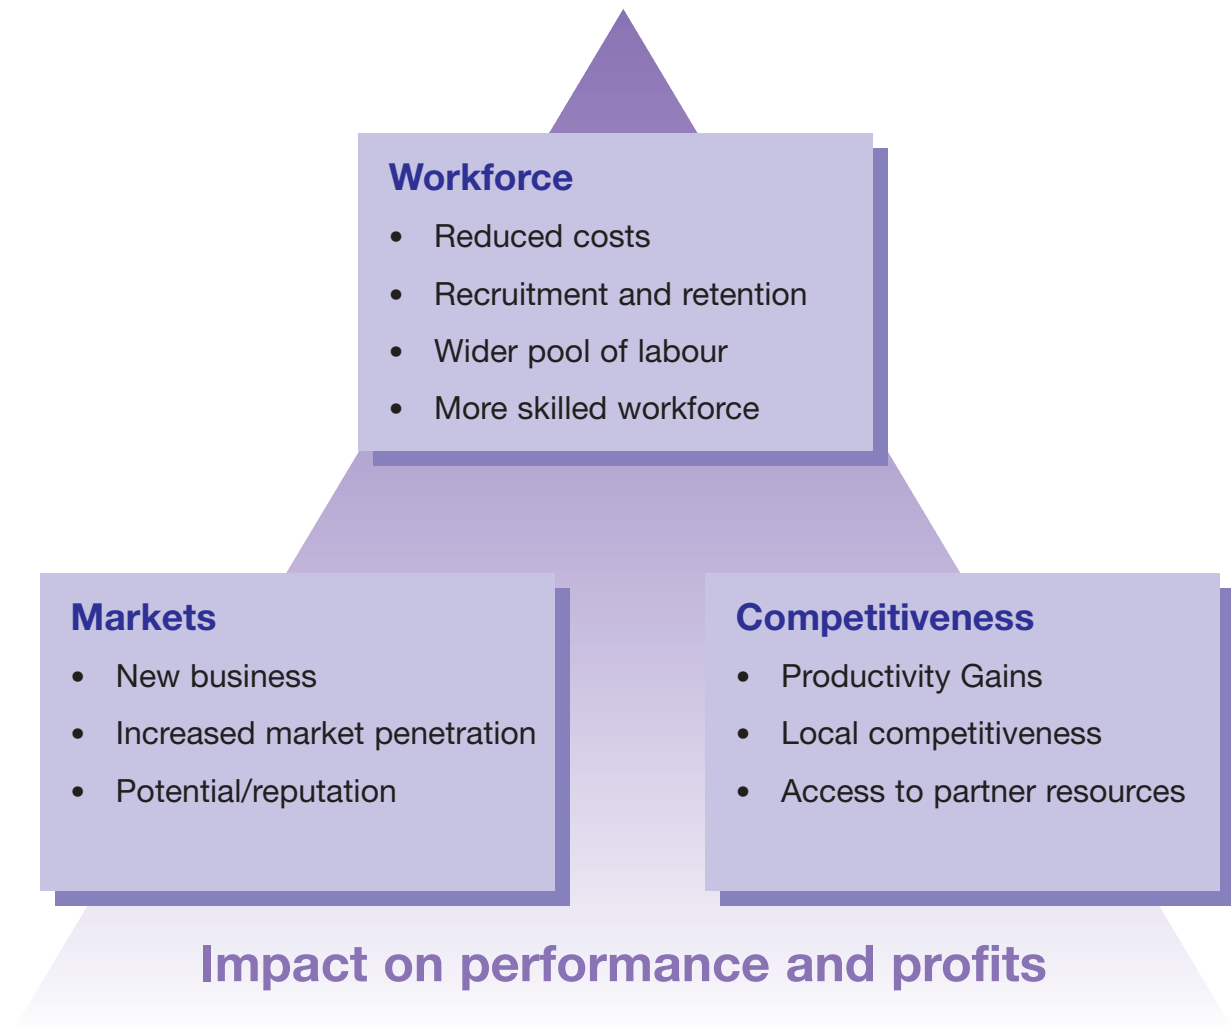 Workforce
• Reduced costs
• Recruitment and retention
• Wider pool of labour
• More skilled workforce
Markets
• New business
• Increased market penetration
• Potential/reputation
Competitiveness
• Productivity Gains
• Local competitiveness
• Access to partner resources
Impact on performance and profits